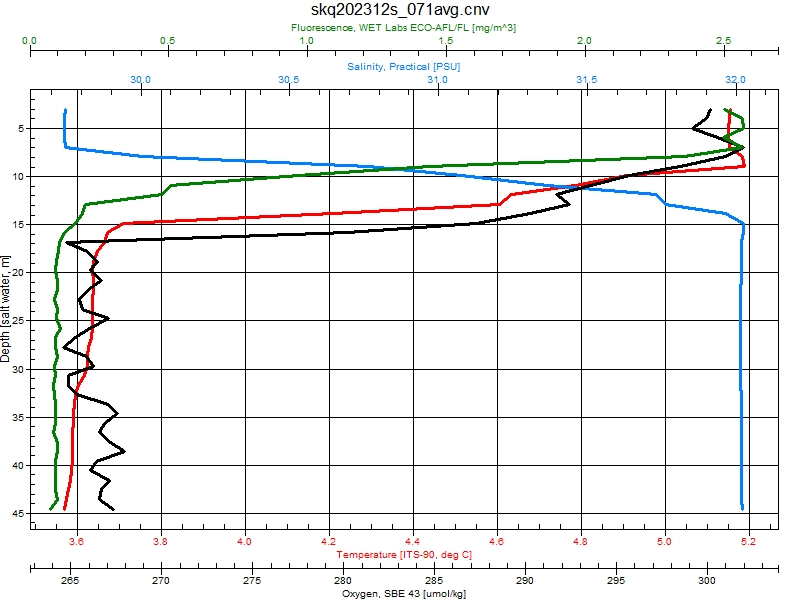 skq202312s_071avg.cnv
Fluorescence, WET Labs ECO-AFL/FL [mg/m^3]
0.0 0.5 1.0 1.5 2.0 2.5
Salinity, Practical [PSU]
30.0 30.5 31.0 31.5 32.0
Depth [salt water, m]
5
10
15
20
25
30
35
40
45
3.6 3.8 4.0 4.2 4.4 4.6 4.8 5.0 5.2
Temperature [ITS-90, deg C]
265 270 275 280 285 290 295 300
Oxygen, SBE 43 [umol/kg]